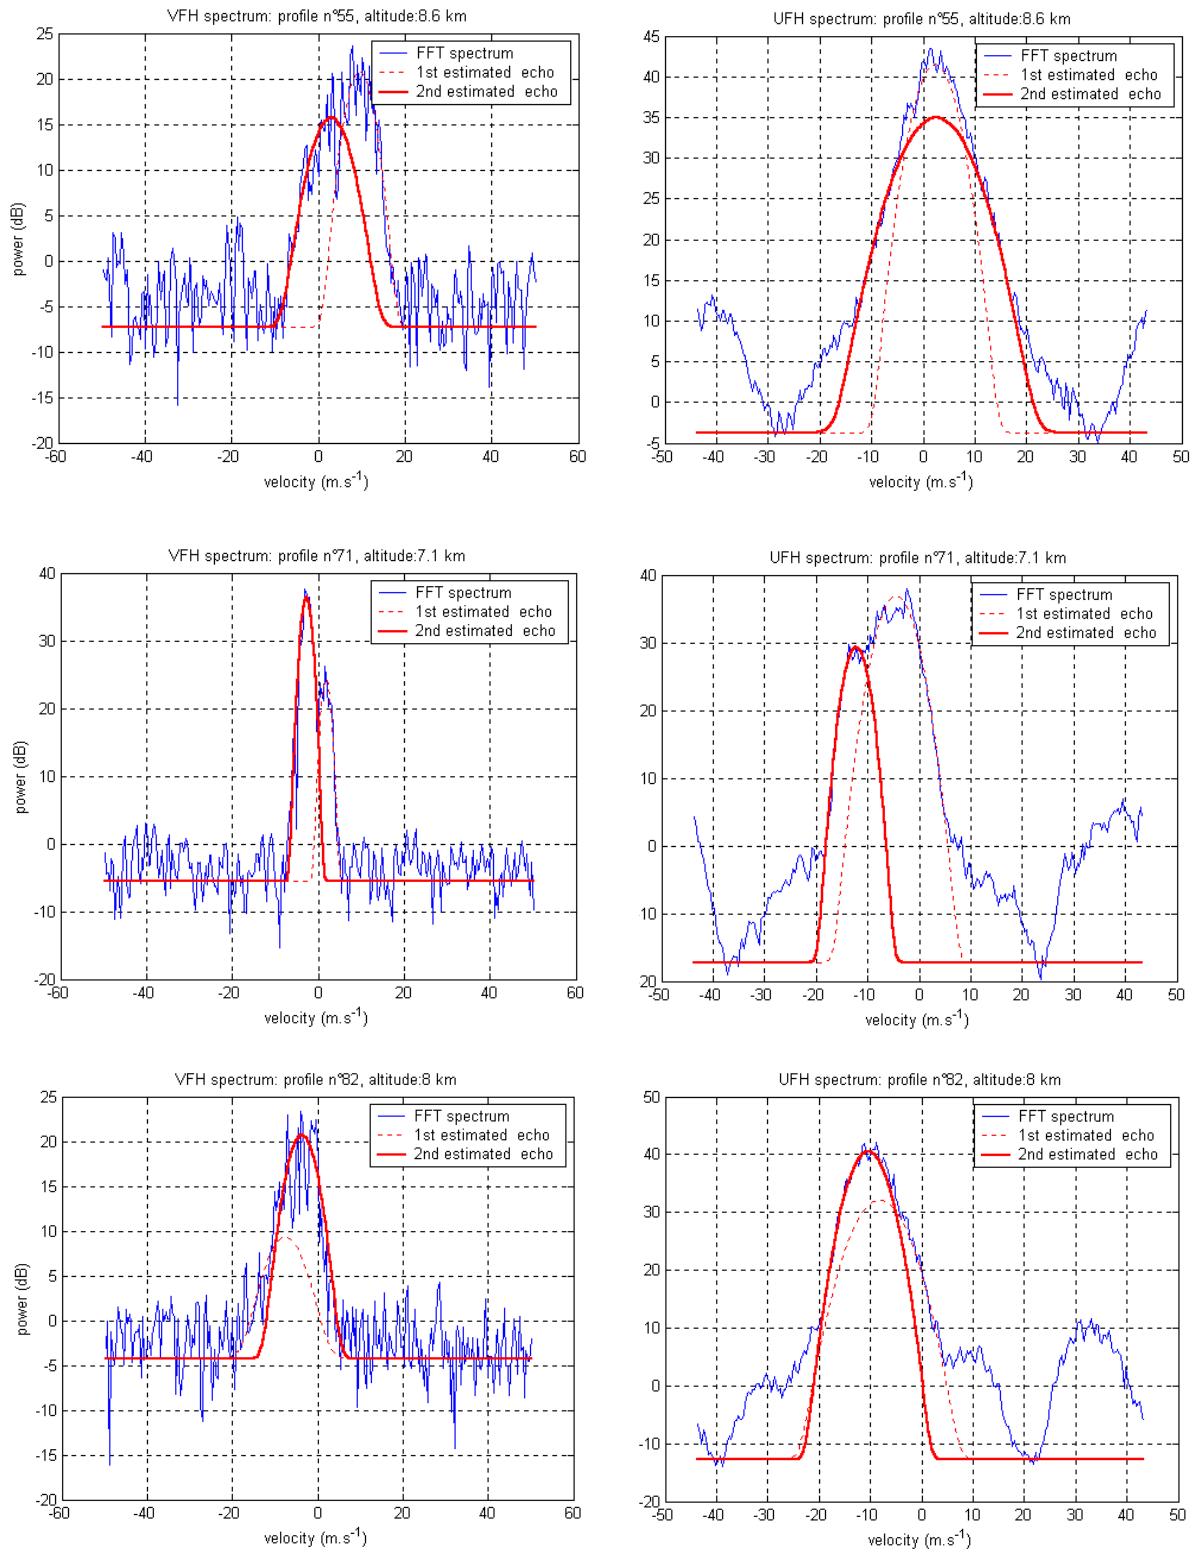 VFH spectrum: profile n°55, altitude:8.6 km
25
20
15
10
5
0
-5
-10
-15
-20
power (dB)
FFT spectrum
1st estimated echo
2nd estimated echo
-60 -40 -20 0 20 40 60
velocity (m.s-1)
UFH spectrum: profile n°55, altitude:8.6 km
45
40
35
30
25
20
15
10
5
0
-5
FFT spectrum
1st estimated echo
2nd estimated echo
-50 -40 -30 -20 -10 0 10 20 30 40 50
velocity (m.s-1)
VFH spectrum: profile n°71, altitude:7.1 km
40
30
20
10
0
-10
-20
power (dB)
FFT spectrum
1st estimated echo
2nd estimated echo
-60 -40 -20 0 20 40 60
velocity (m.s-1)
UFH spectrum: profile n°71, altitude:7.1 km
40
30
20
10
0
10
20
FFT spectrum
1st estimated echo
2nd estimated echo
-50 -40 -30 -20 -10 0 10 20 30 40 50
velocity (m.s-1)
VFH spectrum: profile n°82, altitude:8 km
25
20
15
10
5
0
-5
-10
-15
-20
power (dB)
FFT spectrum
1st estimated echo
2nd estimated echo
-60 -40 -20 0 20 40 60
velocity (m.s-1)
UFH spectrum: profile n°82, altitude:8 km
50
40
30
20
10
0
-10
-20
FFT spectrum
1st estimated echo
2nd estimated echo
-50 -40 -30 -20 -10 0 10 20 30 40 50
velocity (m.s-1)